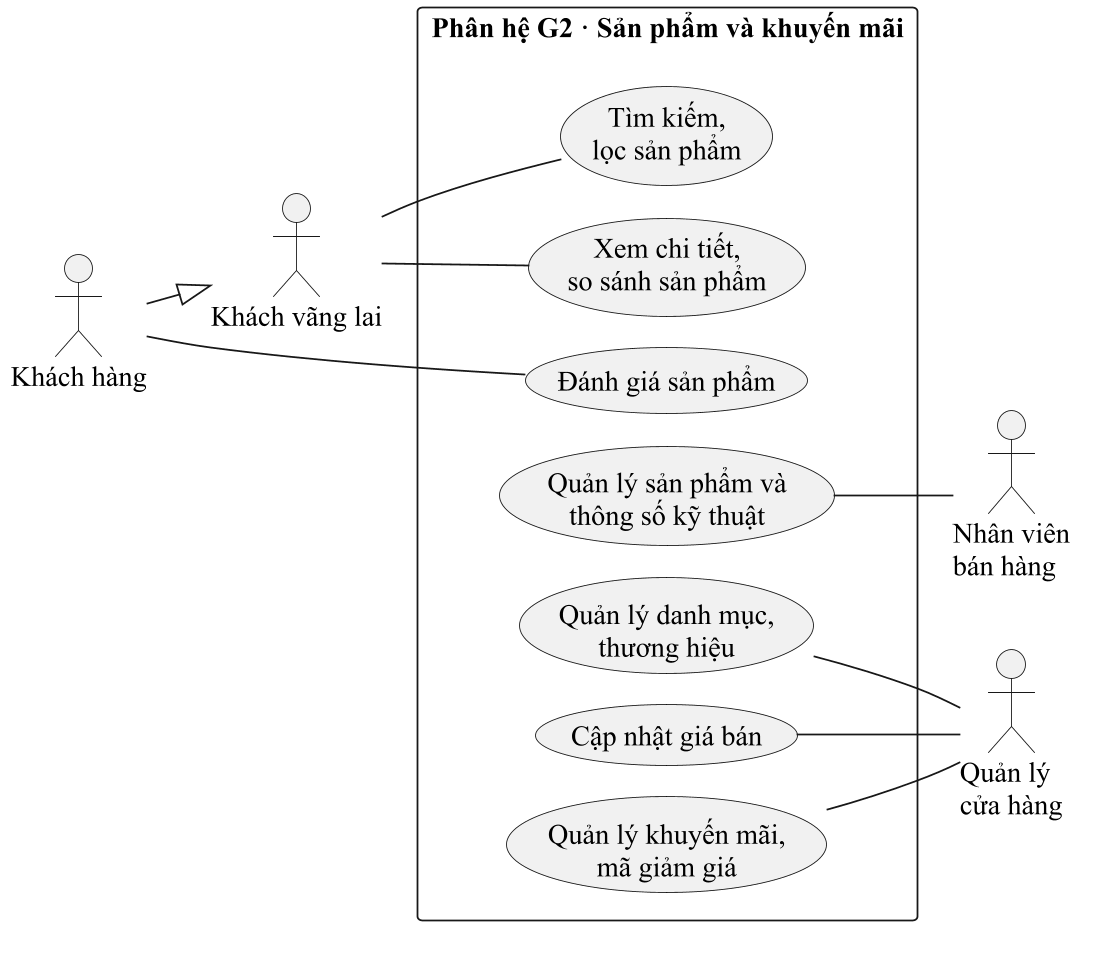 Phân hệ G2 · Sản phẩm và khuyến mãi
Tìm kiếm,
lọc sản phẩm
Xem chi tiết,
so sánh sản phẩm
Khách vãng lai
Khách hàng
Đánh giá sản phẩm
Quản lý sản phẩm và
thông số kỹ thuật
Nhân viên
bán hàng
Quản lý danh mục,
thương hiệu
Cập nhật giá bán
Quản lý
cửa hàng
Quản lý khuyến mãi,
mã giảm giá